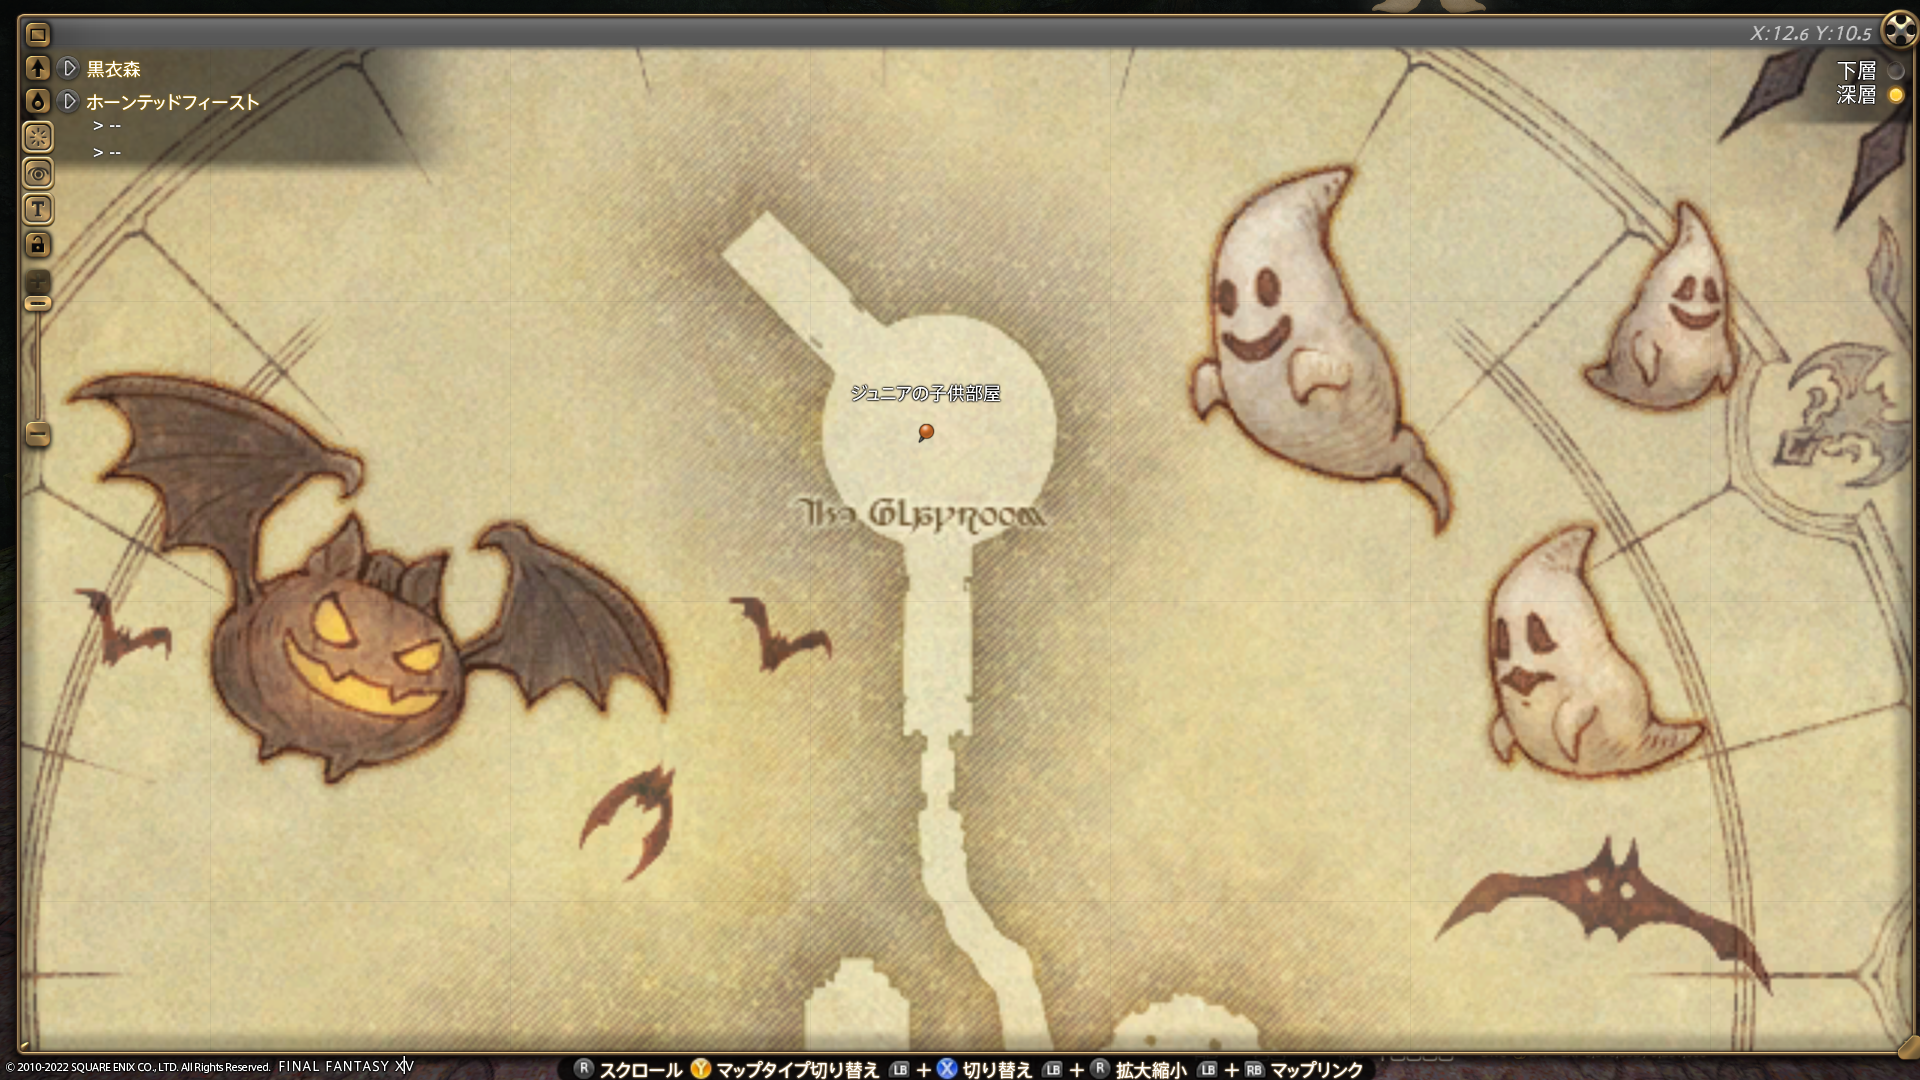 X:12.6 Y:10.5
黒衣森
下層
深層
ホーンテッドフィースト
> --
> --
T
ジュニアの子供部屋
© 2010-2022 SQUARE ENIX CO., LTD. All Rights Reserved. FINAL FANTASY XIV
R スクロール Y マップタイプ切り替え LB + X 切り替え LB + R 拡大縮小 LB + RB マップリンク